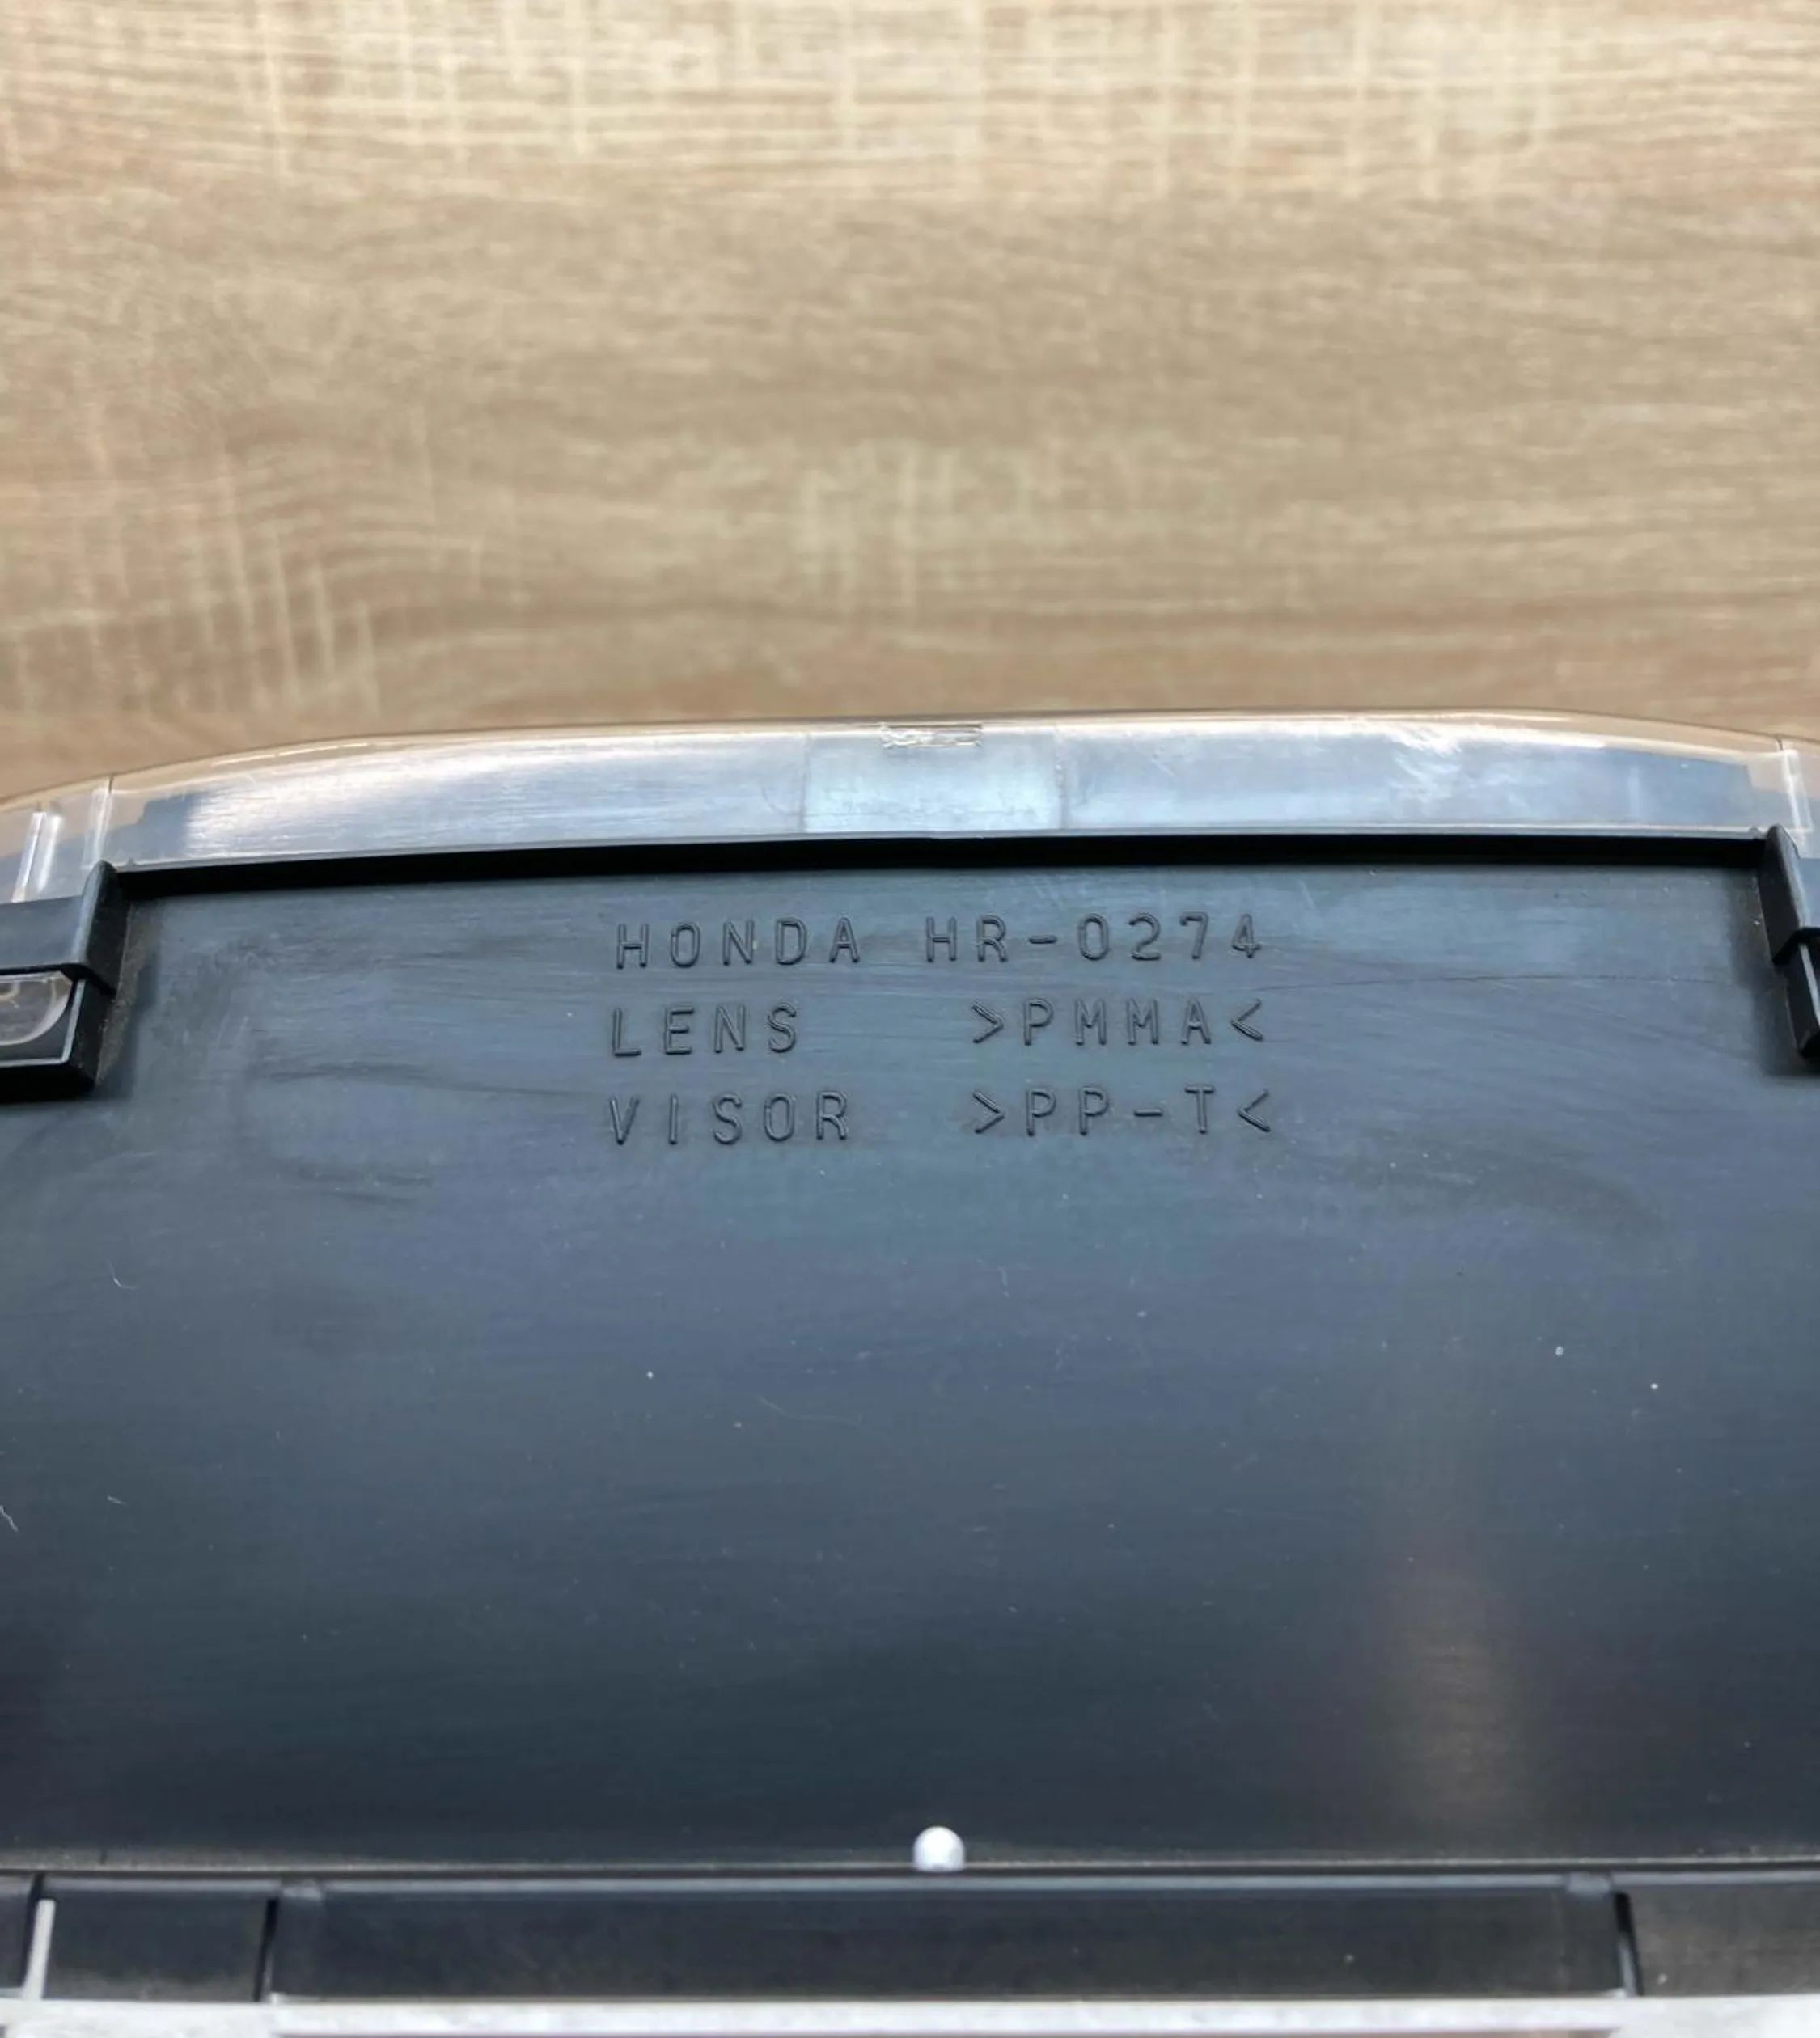 HONDA HR-0274
LENS >PMMA<
VISOR >PP-T<